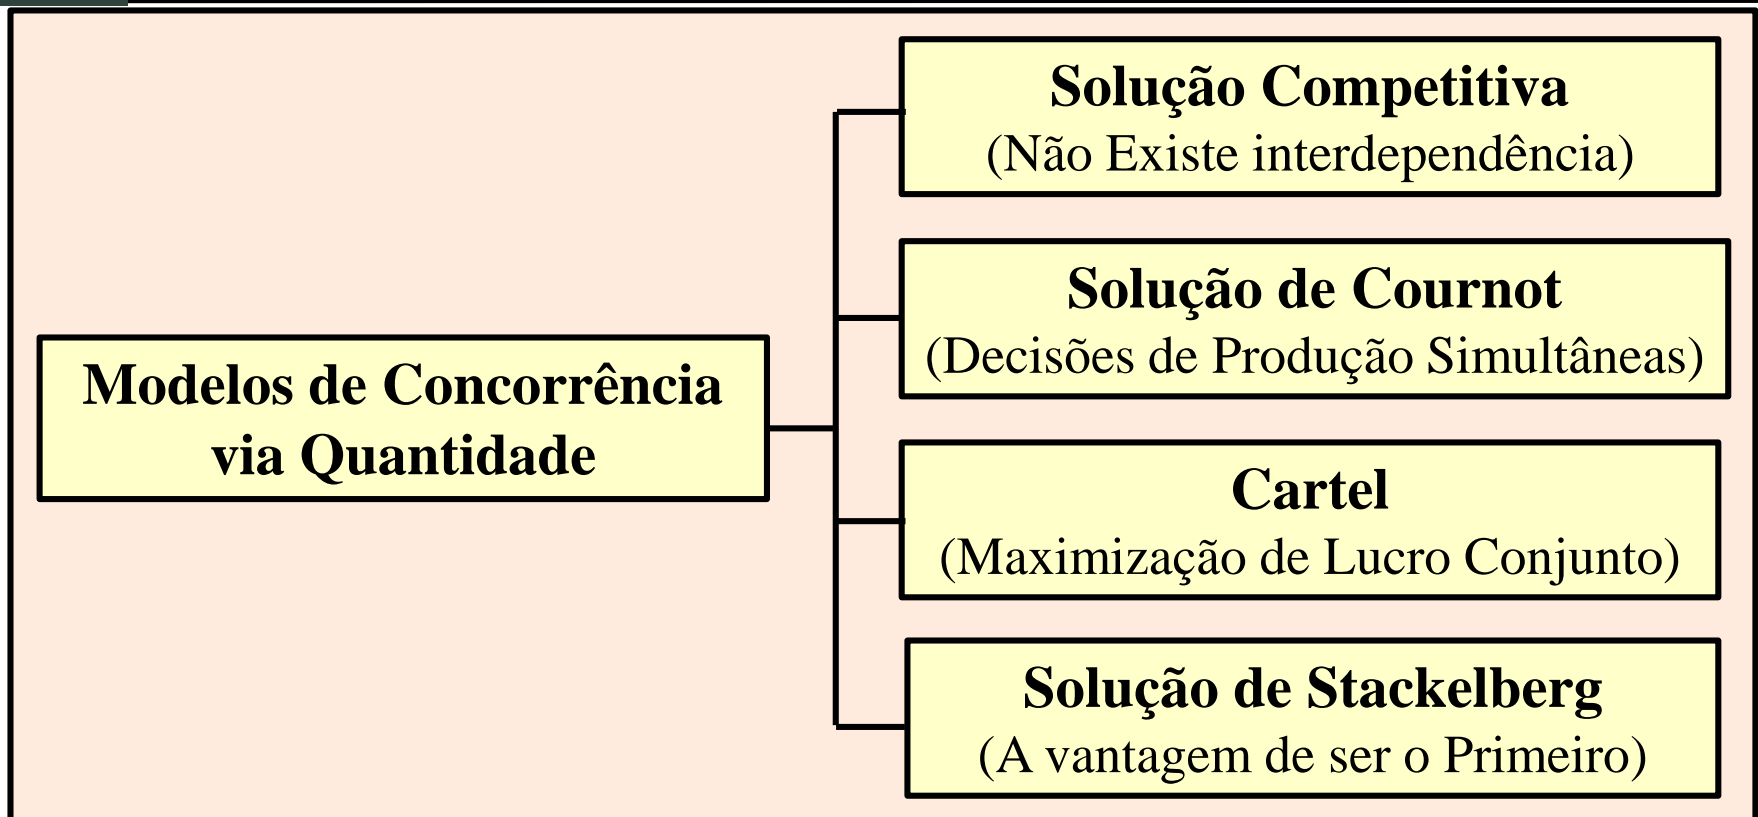 Solução Competitiva
(Não Existe interdependência)
Solução de Cournot
(Decisões de Produção Simultâneas)
Modelos de Concorrência
via Quantidade
Cartel
(Maximização de Lucro Conjunto)
Solução de Stackelberg
(A vantagem de ser o Primeiro)